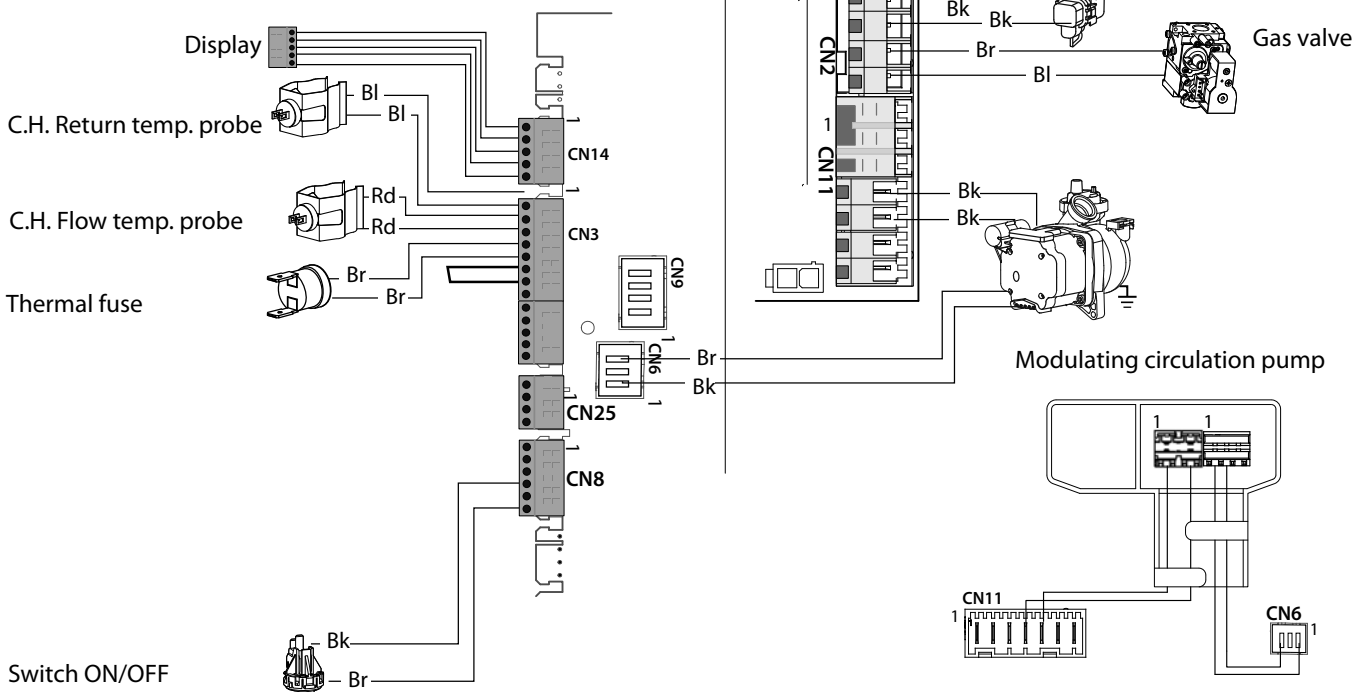 Display
C.H. Return temp. probe
Bl
Bl
C.H. Flow temp. probe
Rd
Rd
Thermal fuse
Br
Br
Switch ON/OFF
Bk
Br
1
CN14
1
CN3
CN9
1
CN6
1
1
CN25
1
CN8
Br
Bk
Bk
Bk
Br
Bl
Gas valve
CN2
1
CN11
Bk
Bk
Modulating circulation pump
1
1
CN11
1
CN6
1